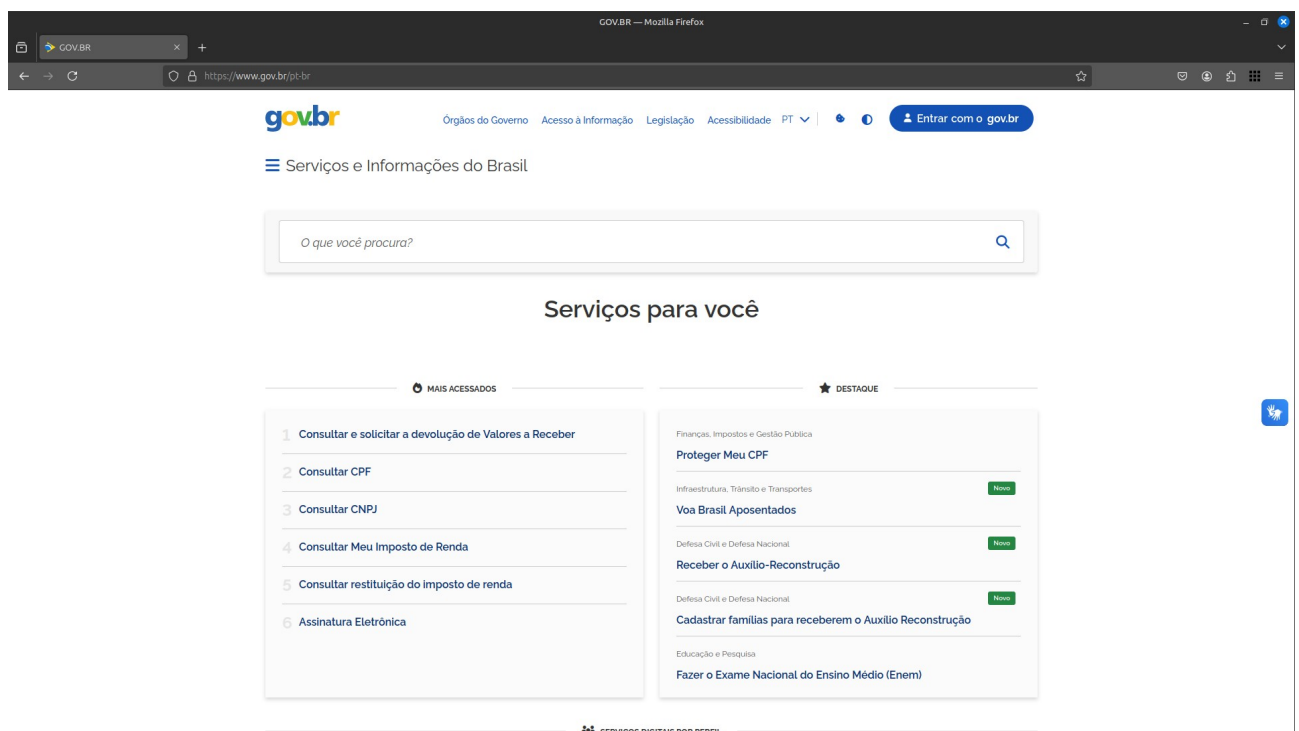 GOV.BR — Mozilla Firefox
GOV.BR
https://www.gov.br/pt-br
gov.br
Órgãos do Governo Acesso à Informação Legislação Acessibilidade PT
Entrar com o gov.br
Serviços e Informações do Brasil
O que você procura?
Serviços para você
MAIS ACESSADOS
1 Consultar e solicitar a devolução de Valores a Receber
2 Consultar CPF
3 Consultar CNPJ
4 Consultar Meu Imposto de Renda
5 Consultar restituição do imposto de renda
6 Assinatura Eletrônica
DESTAQUE
Finanças, Impostos e Gestão Pública
Proteger Meu CPF
Infraestrutura, Trânsito e Transportes
Novo
Voa Brasil Aposentados
Defesa Civil e Defesa Nacional
Novo
Receber o Auxílio-Reconstrução
Defesa Civil e Defesa Nacional
Novo
Cadastrar famílias para receberem o Auxílio Reconstrução
Educação e Pesquisa
Fazer o Exame Nacional do Ensino Médio (Enem)
SERVIÇOS DIGITAIS POR PERFIL